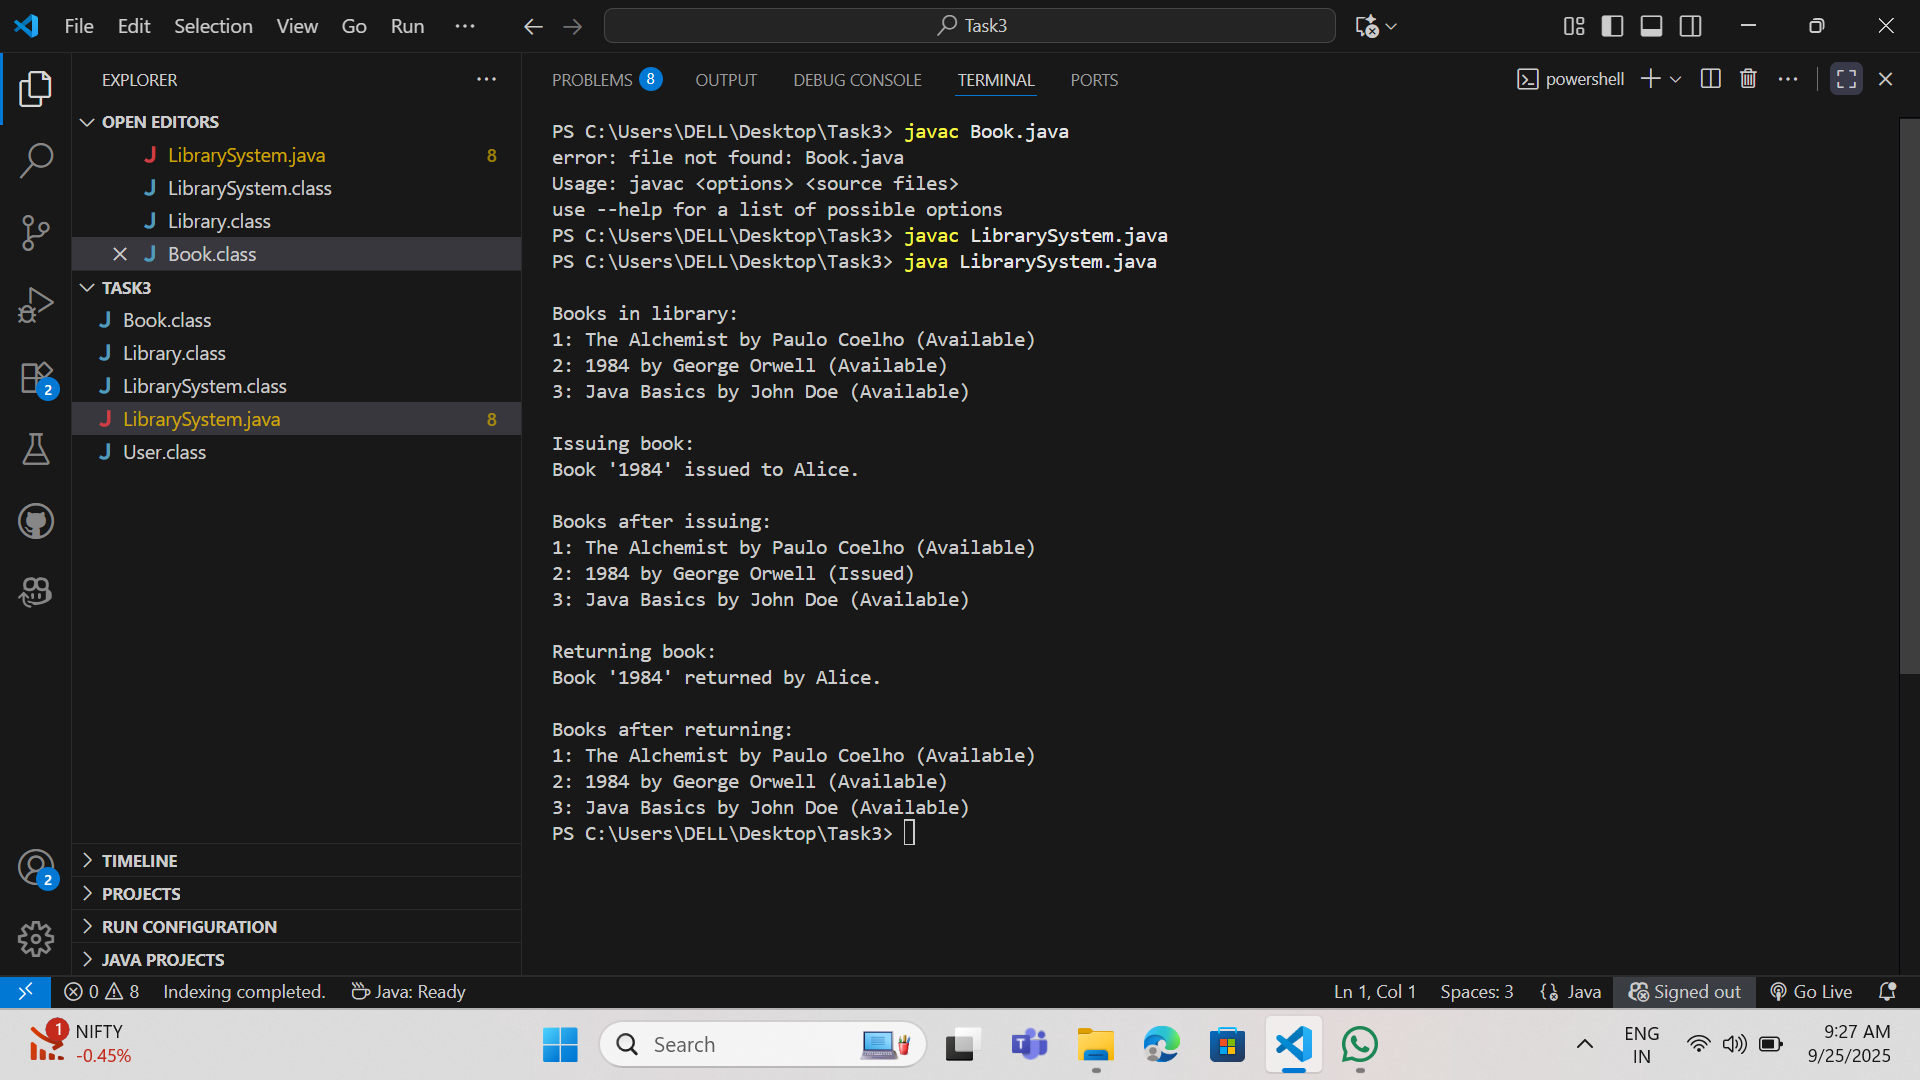 File Edit Selection View Go Run ... Task3
EXPLORER
OPEN EDITORS
LibrarySystem.java 8
LibrarySystem.class
Library.class
Book.class
TASK3
Book.class
Library.class
LibrarySystem.class
LibrarySystem.java 8
User.class
TIMELINE
PROJECTS
RUN CONFIGURATION
JAVA PROJECTS
2
2
PROBLEMS 8 OUTPUT DEBUG CONSOLE TERMINAL PORTS powershell
PS C:\Users\DELL\Desktop\Task3> javac Book.java
error: file not found: Book.java
Usage: javac <options> <source files>
use --help for a list of possible options
PS C:\Users\DELL\Desktop\Task3> javac LibrarySystem.java
PS C:\Users\DELL\Desktop\Task3> java LibrarySystem.java
Books in library:
1: The Alchemist by Paulo Coelho (Available)
2: 1984 by George Orwell (Available)
3: Java Basics by John Doe (Available)
Issuing book:
Book '1984' issued to Alice.
Books after issuing:
1: The Alchemist by Paulo Coelho (Available)
2: 1984 by George Orwell (Issued)
3: Java Basics by John Doe (Available)
Returning book:
Book '1984' returned by Alice.
Books after returning:
1: The Alchemist by Paulo Coelho (Available)
2: 1984 by George Orwell (Available)
3: Java Basics by John Doe (Available)
PS C:\Users\DELL\Desktop\Task3>
0 8 Indexing completed. Java: Ready Ln 1, Col 1 Spaces: 3 {} Java Signed out Go Live
1 NIFTY
-0.45%
Search
ENG
IN
9:27 AM
9/25/2025